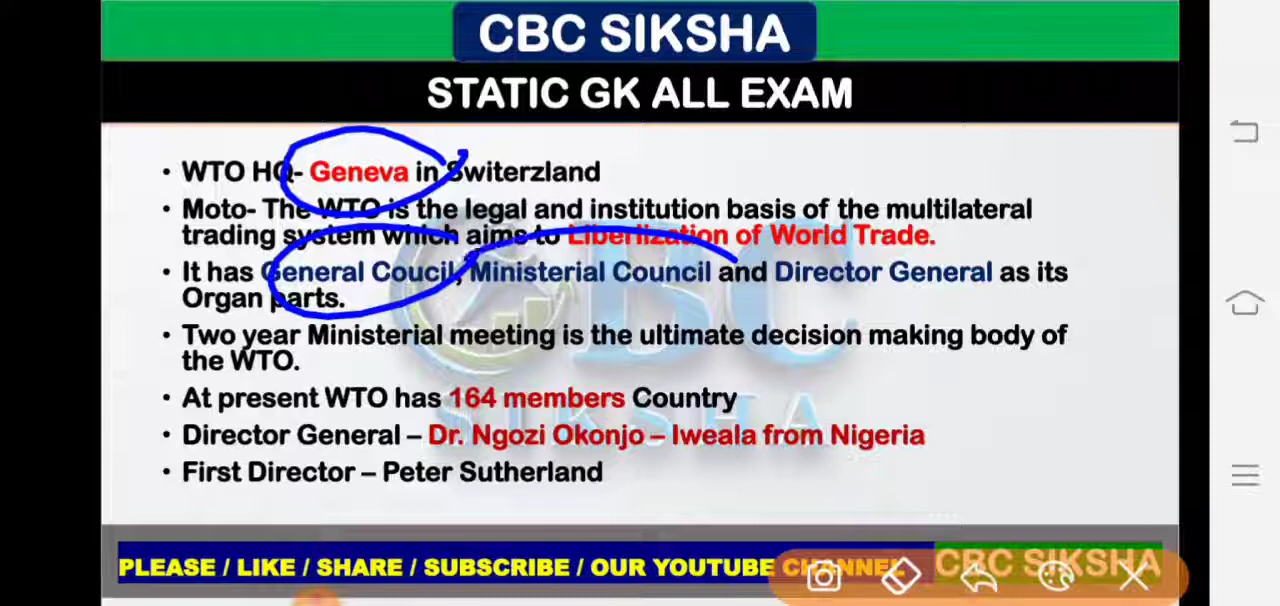 CBC SIKSHA
STATIC GK ALL EXAM
• WTO HQ- Geneva in Switerzland
• Moto- The WTO is the legal and institution basis of the multilateral
trading system which aims to Liberlization of World Trade.
• It has General Coucil, Ministerial Council and Director General as its
Organ parts.
• Two year Ministerial meeting is the ultimate decision making body of
the WTO.
• At present WTO has 164 members Country
• Director General – Dr. Ngozi Okonjo – Iweala from Nigeria
• First Director – Peter Sutherland
CBC
SIKSHA
PLEASE / LIKE / SHARE / SUBSCRIBE / OUR YOUTUBE CHANNEL CBC SIKSHA